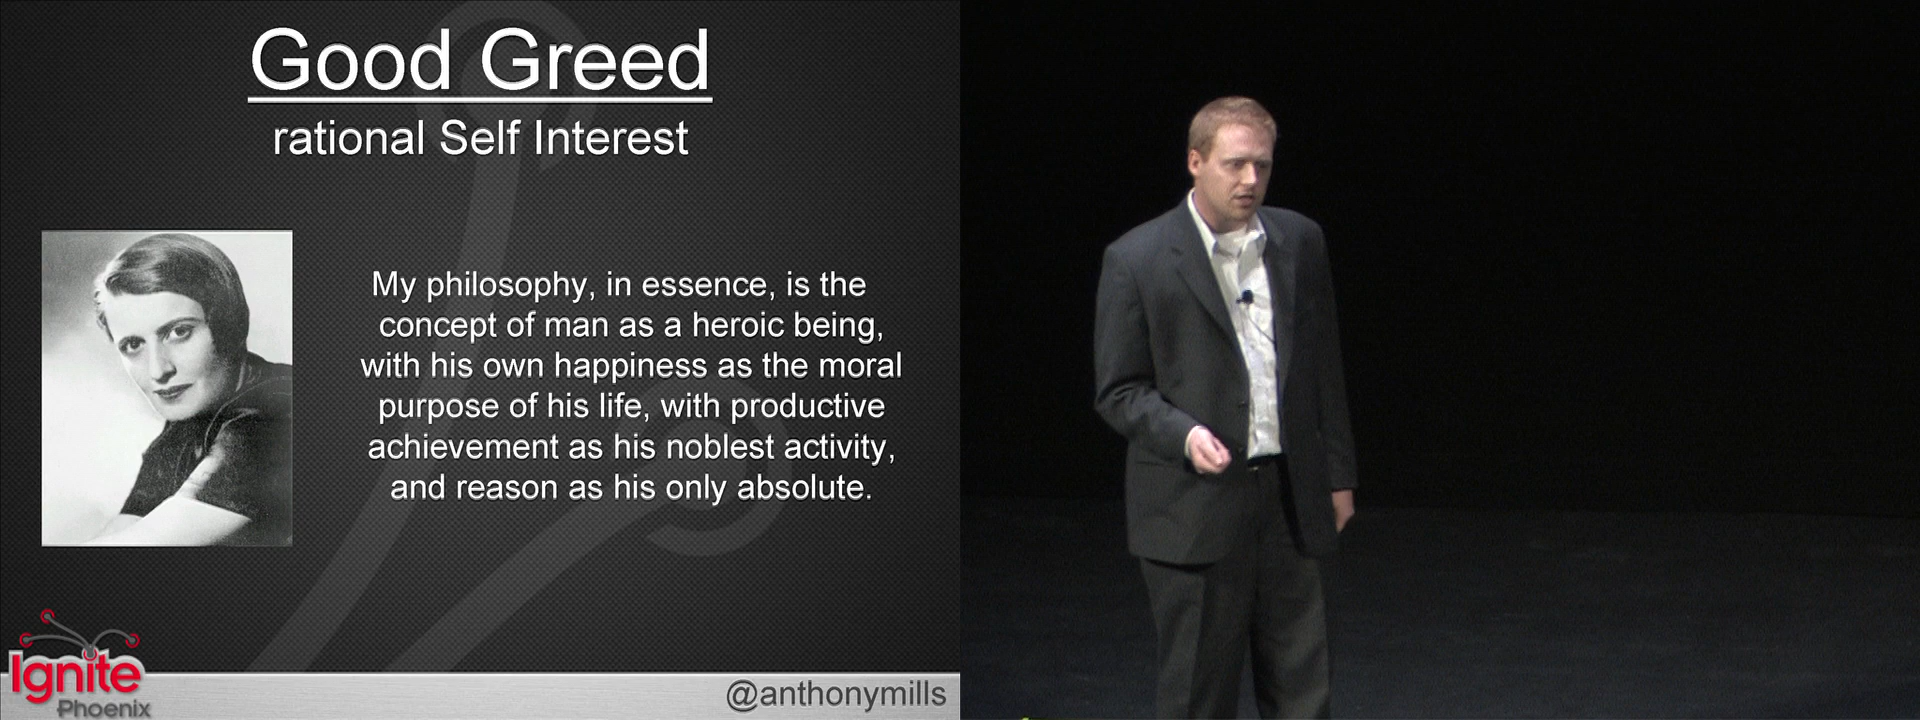 Good Greed
rational Self Interest
My philosophy, in essence, is the
concept of man as a heroic being,
with his own happiness as the moral
purpose of his life, with productive
achievement as his noblest activity,
and reason as his only absolute.
Ignite
Phoenix
@anthonymills